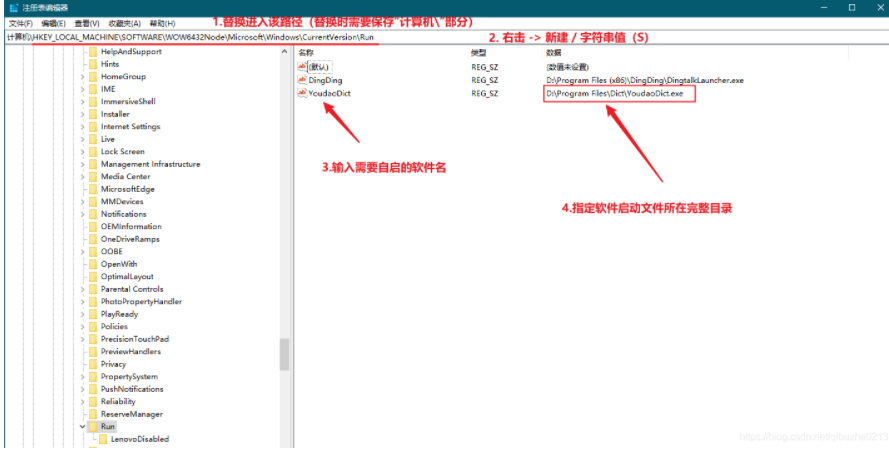 注册表编辑器
文件(F) 编辑(E) 查看(V) 收藏夹(A) 帮助(H)
1.替换进入该路径（替换时需要保存"计算机\"部分）
计算机\HKEY_LOCAL_MACHINE\SOFTWARE\WOW6432Node\Microsoft\Windows\CurrentVersion\Run
2. 右击 -> 新建 / 字符串值（S）
HelpAndSupport
Hints
HomeGroup
IME
ImmersiveShell
Installer
Internet Settings
Live
Lock Screen
Management Infrastructure
Media Center
MicrosoftEdge
MMDevices
Notifications
OEMInformation
OneDriveRamps
OOBE
OpenWith
OptimalLayout
Parental Controls
PhotoPropertyHandler
PlayReady
Policies
PrecisionTouchPad
PreviewHandlers
Privacy
PropertySystem
PushNotifications
Reliability
ReserveManager
Run
LenovoDisabled
名称 类型 数据
(默认) REG_SZ (数值未设置)
DingDing REG_SZ D:\Program Files (x86)\DingDing\DingtalkLauncher.exe
YoudaoDict REG_SZ D:\Program Files\Dict\YoudaoDict.exe
3.输入需要自启的软件名
4.指定软件启动文件所在完整目录